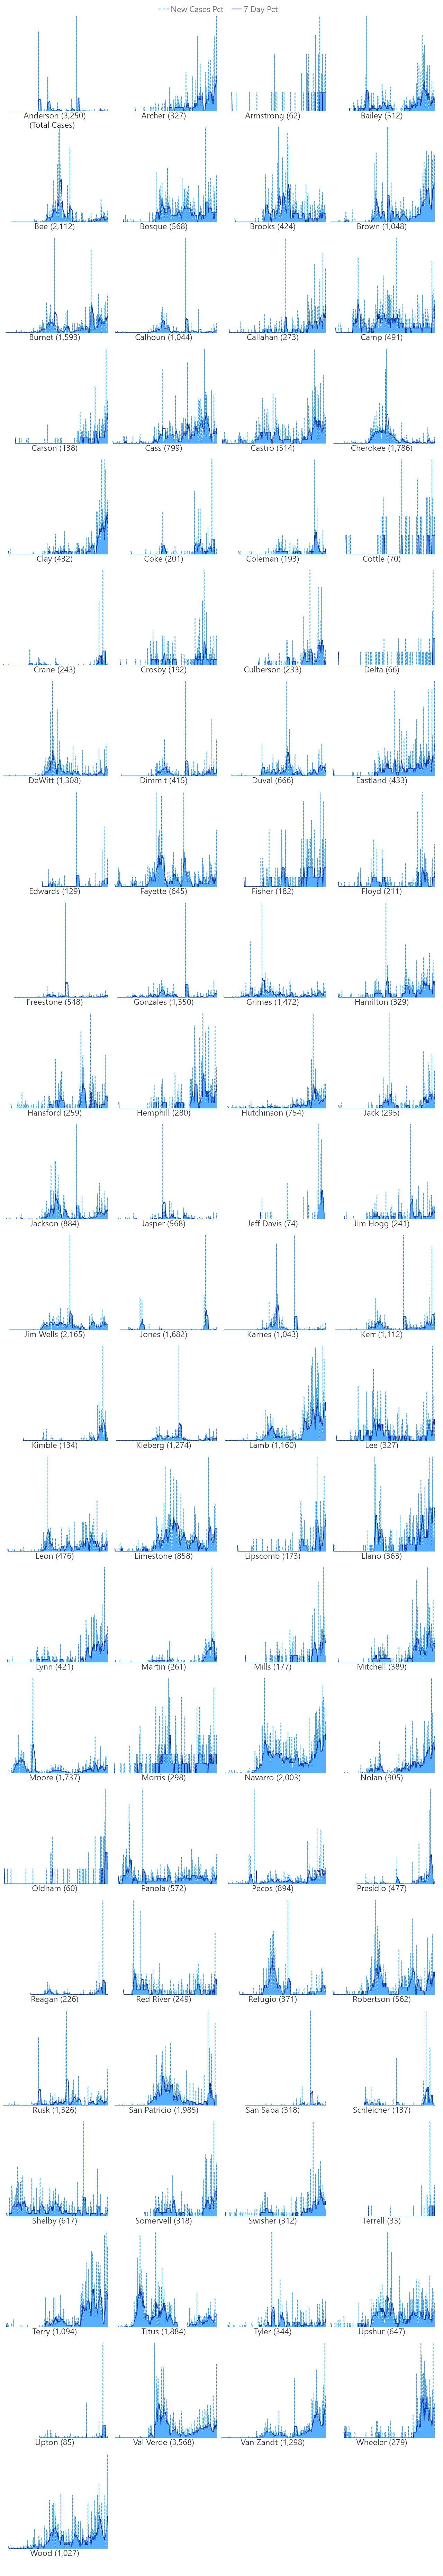 New Cases Pct 7 Day Pct
Anderson (3,250) Archer (327) Armstrong (62) Bailey (512)
(Total Cases)
Bee (2,112) Bosque (568) Brooks (424) Brown (1,048)
Burnet (1,593) Calhoun (1,044) Callahan (273) Camp (491)
Carson (138) Cass (799) Castro (514) Cherokee (1,786)
Clay (432) Coke (201) Coleman (193) Cottle (70)
Crane (243) Crosby (192) Culberson (233) Delta (66)
DeWitt (1,308) Dimmit (415) Duval (666) Eastland (433)
Edwards (129) Fayette (645) Fisher (182) Floyd (211)
Freestone (548) Gonzales (1,350) Grimes (1,472) Hamilton (329)
Hansford (259) Hemphill (280) Hutchinson (754) Jack (295)
Jackson (884) Jasper (568) Jeff Davis (74) Jim Hogg (241)
Jim Wells (2,165) Jones (1,682) Karnes (1,043) Kerr (1,112)
Kimble (134) Kleberg (1,274) Lamb (1,160) Lee (327)
Leon (476) Limestone (858) Lipscomb (173) Llano (363)
Lynn (421) Martin (261) Mills (177) Mitchell (389)
Moore (1,737) Morris (298) Navarro (2,003) Nolan (905)
Oldham (60) Panola (572) Pecos (894) Presidio (477)
Reagan (226) Red River (249) Refugio (371) Robertson (562)
Rusk (1,326) San Patricio (1,985) San Saba (318) Schleicher (137)
Shelby (617) Somervell (318) Swisher (312) Terrell (33)
Terry (1,094) Titus (1,884) Tyler (344) Upshur (647)
Upton (85) Val Verde (3,568) Van Zandt (1,298) Wheeler (279)
Wood (1,027)